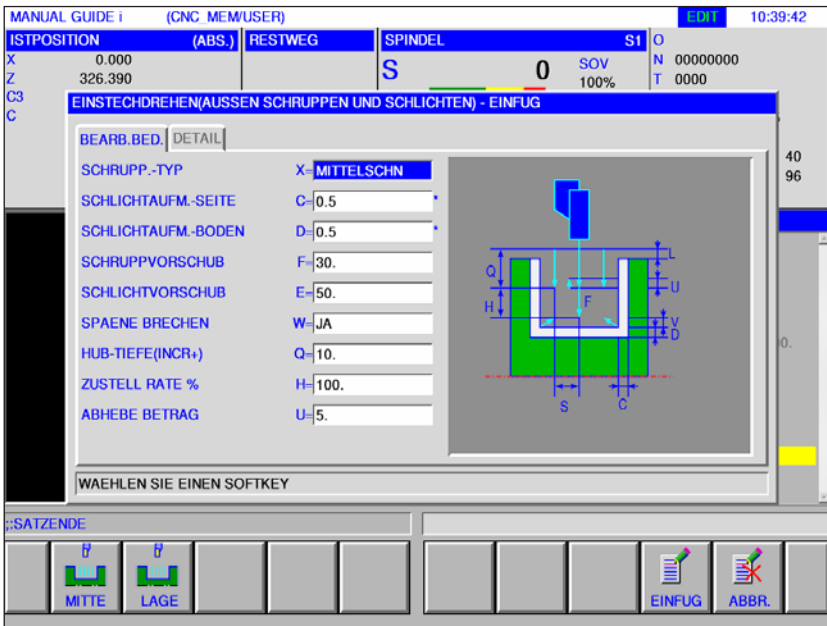 MANUAL GUIDE i (CNC_MEM/USER) EDIT 10:39:42
ISTPOSITION (ABS.) RESTWEG SPINDEL S1 O
X 0.000 S 0 SOV N 00000000
Z 326.390 100% T 0000
C3
C
EINSTECHDREHEN(AUSSEN SCHRUPPEN UND SCHLICHTEN) - EINFUG
BEARB.BED. DETAIL
40
96
SCHRUPP.-TYP X= MITTELSCHN
SCHLICHTAUFM.-SEITE C= 0.5 *
SCHLICHTAUFM.-BODEN D= 0.5 *
SCHRUPPVORSCHUB F= 30.
SCHLICHTVORSCHUB E= 50.
SPAENE BRECHEN W= JA
HUB-TIEFE(INCR+) Q= 10.
ZUSTELL RATE % H= 100.
ABHEBE BETRAG U= 5.
L
Q
U
F
H
V
D
S
C
0.
WAEHLEN SIE EINEN SOFTKEY
;:SATZENDE
MITTE LAGE EINFUG ABBR.